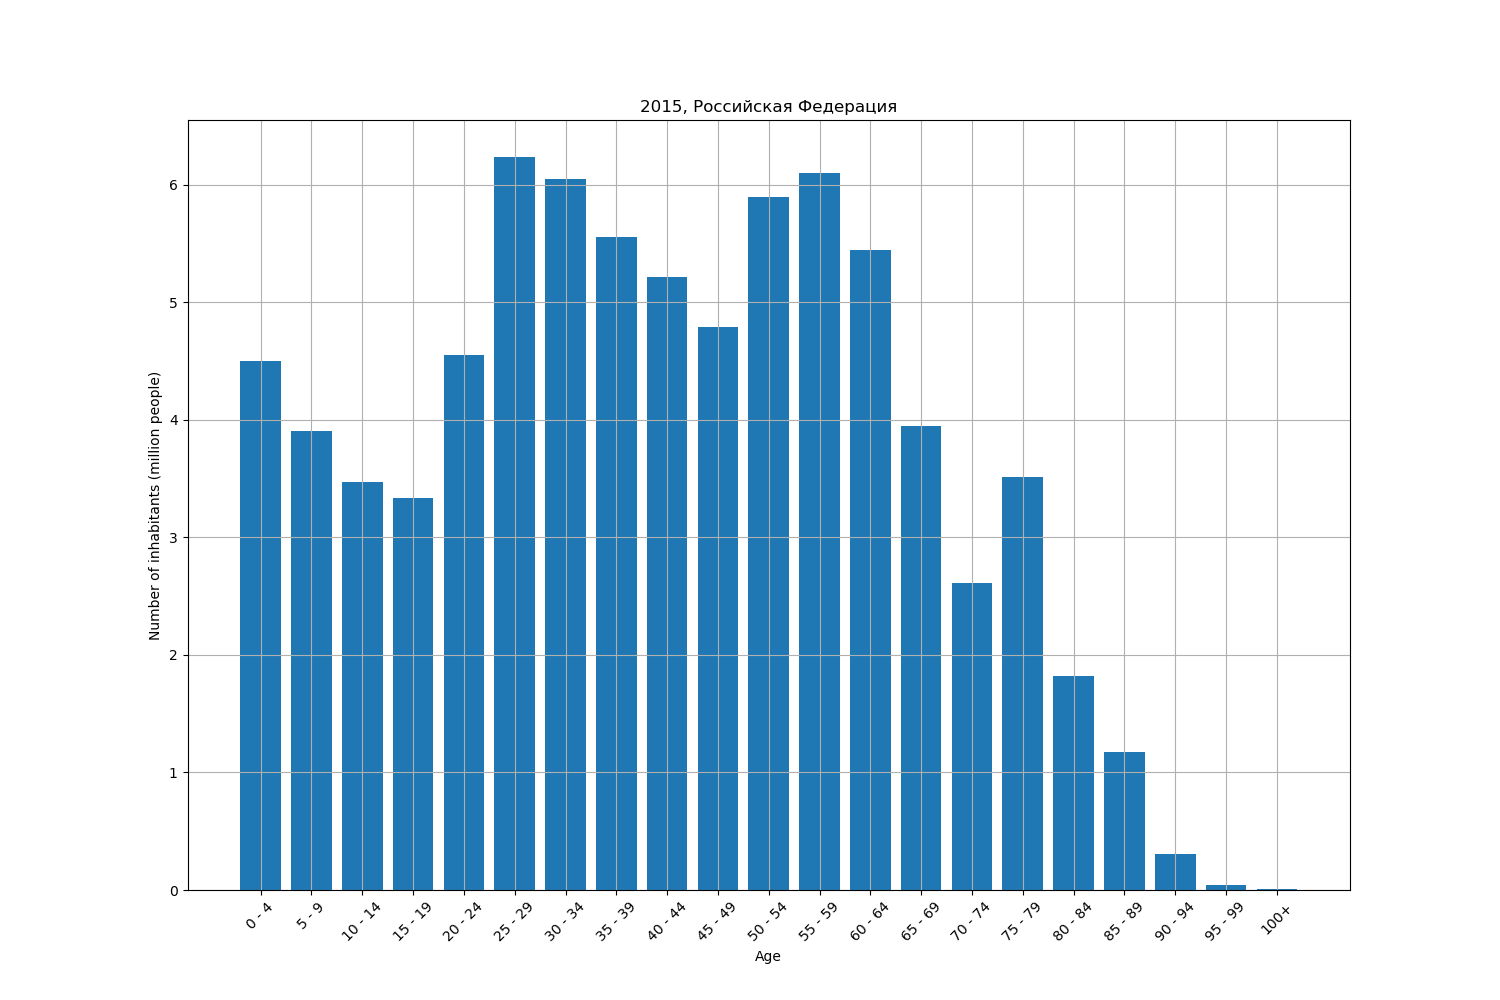 2015, Российская Федерация
Number of inhabitants (million people)
6
5
4
3
2
1
0
0 - 4
5 - 9
10 - 14
15 - 19
20 - 24
25 - 29
30 - 34
35 - 39
40 - 44
45 - 49
50 - 54
55 - 59
60 - 64
65 - 69
70 - 74
75 - 79
80 - 84
85 - 89
90 - 94
95 - 99
100+
Age